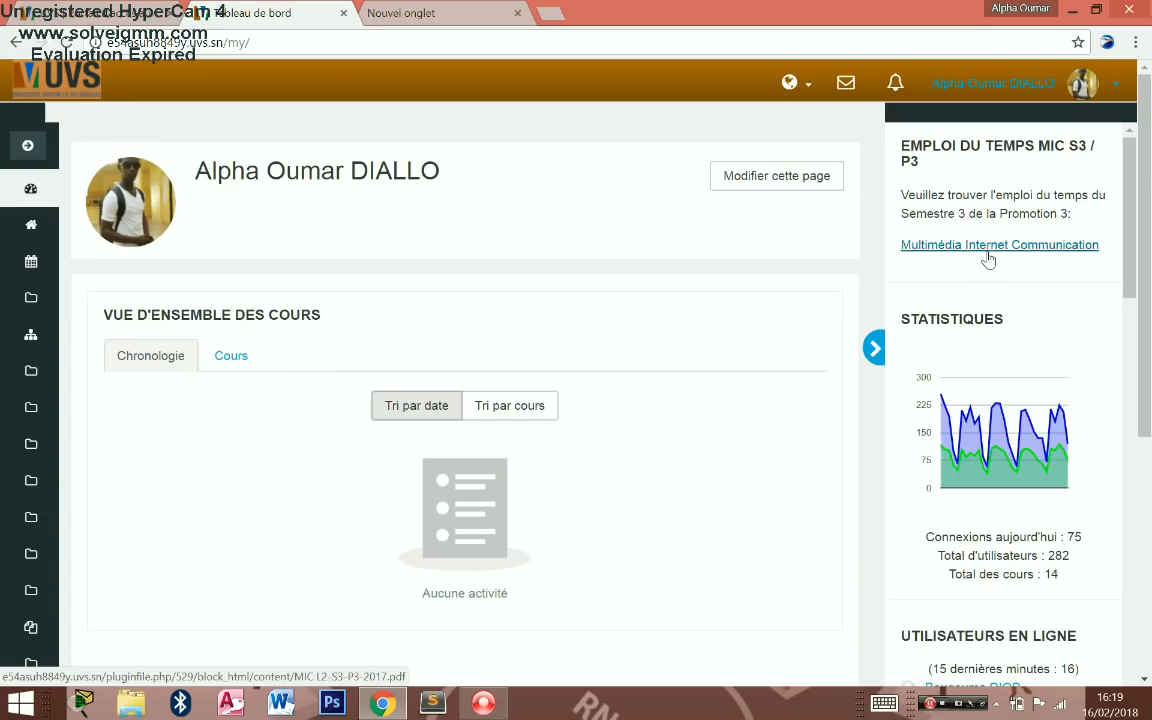 Unregistered HyperCam 4
www.solveigmm.com
Evaluation Expired
Tableau de bord
Nouvel onglet
Alpha Oumar
e54asuh8849y.uvs.sn/my/
UVS
Alpha Oumar DIALLO
Alpha Oumar DIALLO
Modifier cette page
VUE D'ENSEMBLE DES COURS
Chronologie
Cours
Tri par date
Tri par cours
Aucune activité
EMPLOI DU TEMPS MIC S3 /
P3
Veuillez trouver l'emploi du temps du
Semestre 3 de la Promotion 3:
Multimédia Internet Communication
STATISTIQUES
300
225
150
75
0
Connexions aujourd'hui : 75
Total d'utilisateurs : 282
Total des cours : 14
UTILISATEURS EN LIGNE
(15 dernières minutes : 16)
e54asuh8849y.uvs.sn/pluginfile.php/529/block_html/content/MIC L2-S3-P3-2017.pdf
Ps
S
RN
16:19
16/02/2018